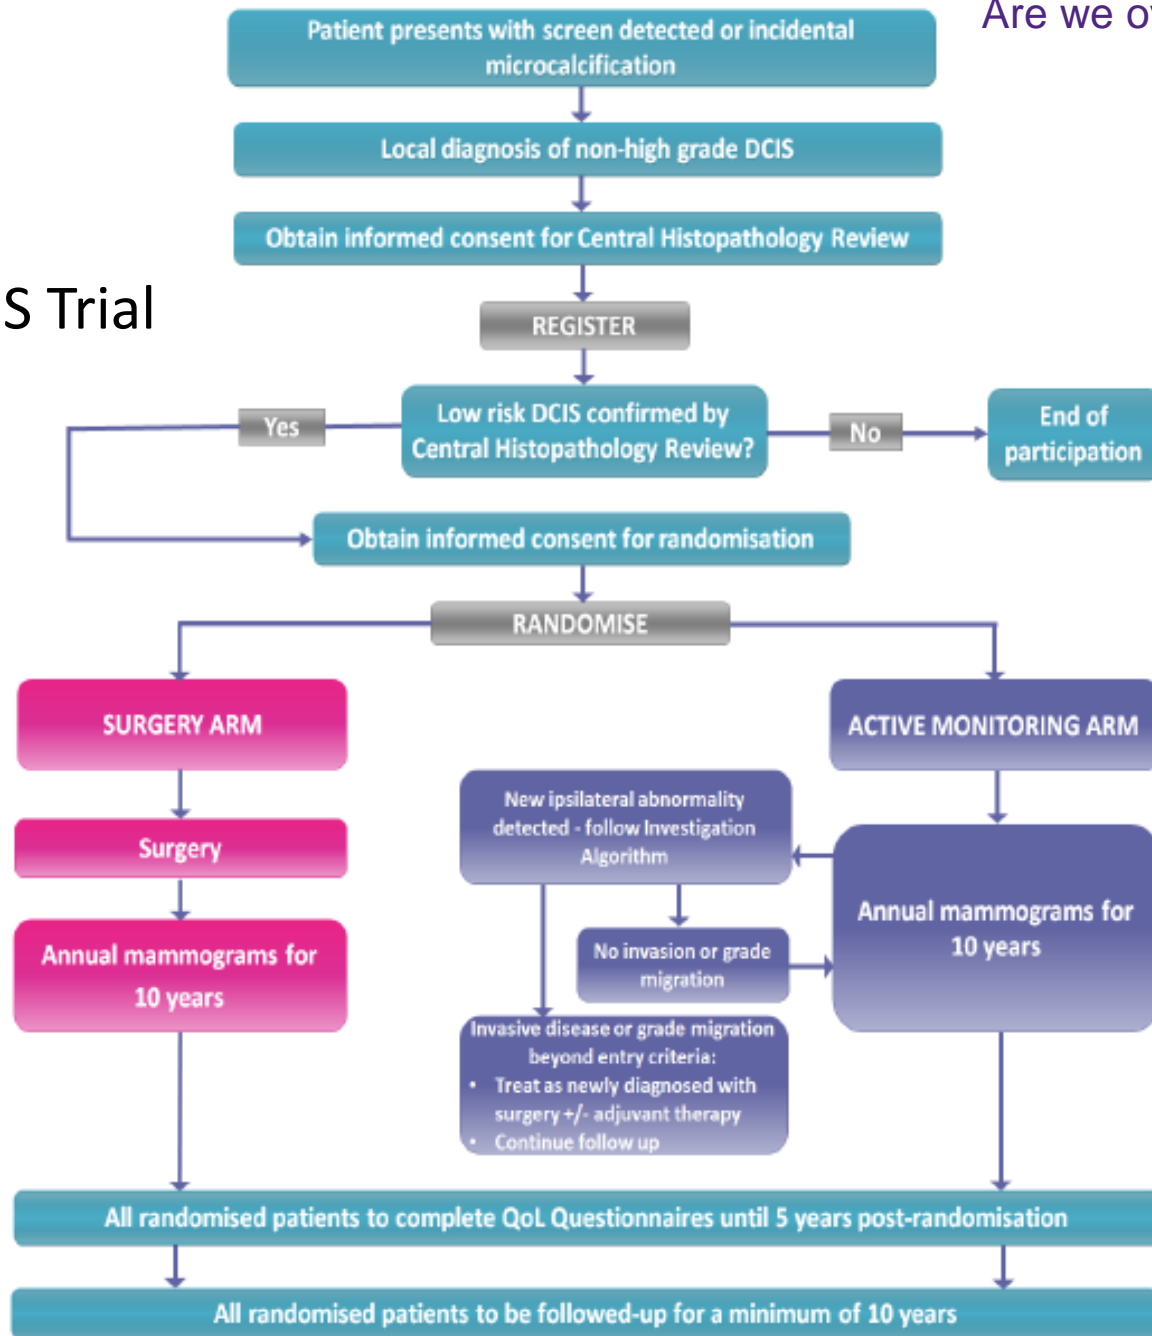 Are we ov
Patient presents with screen detected or incidental
microcalcification
Local diagnosis of non-high grade DCIS
Obtain informed consent for Central Histopathology Review
S Trial
REGISTER
Low risk DCIS confirmed by
Central Histopathology Review?
Yes
No
End of
participation
Obtain informed consent for randomisation
RANDOMISE
SURGERY ARM
ACTIVE MONITORING ARM
New ipsilateral abnormality
detected - follow Investigation
Algorithm
Surgery
Annual mammograms for
10 years
No invasion or grade
migration
Annual mammograms for
10 years
Invasive disease or grade migration
beyond entry criteria:
• Treat as newly diagnosed with
surgery +/- adjuvant therapy
• Continue follow up
All randomised patients to complete QoL Questionnaires until 5 years post-randomisation
All randomised patients to be followed-up for a minimum of 10 years